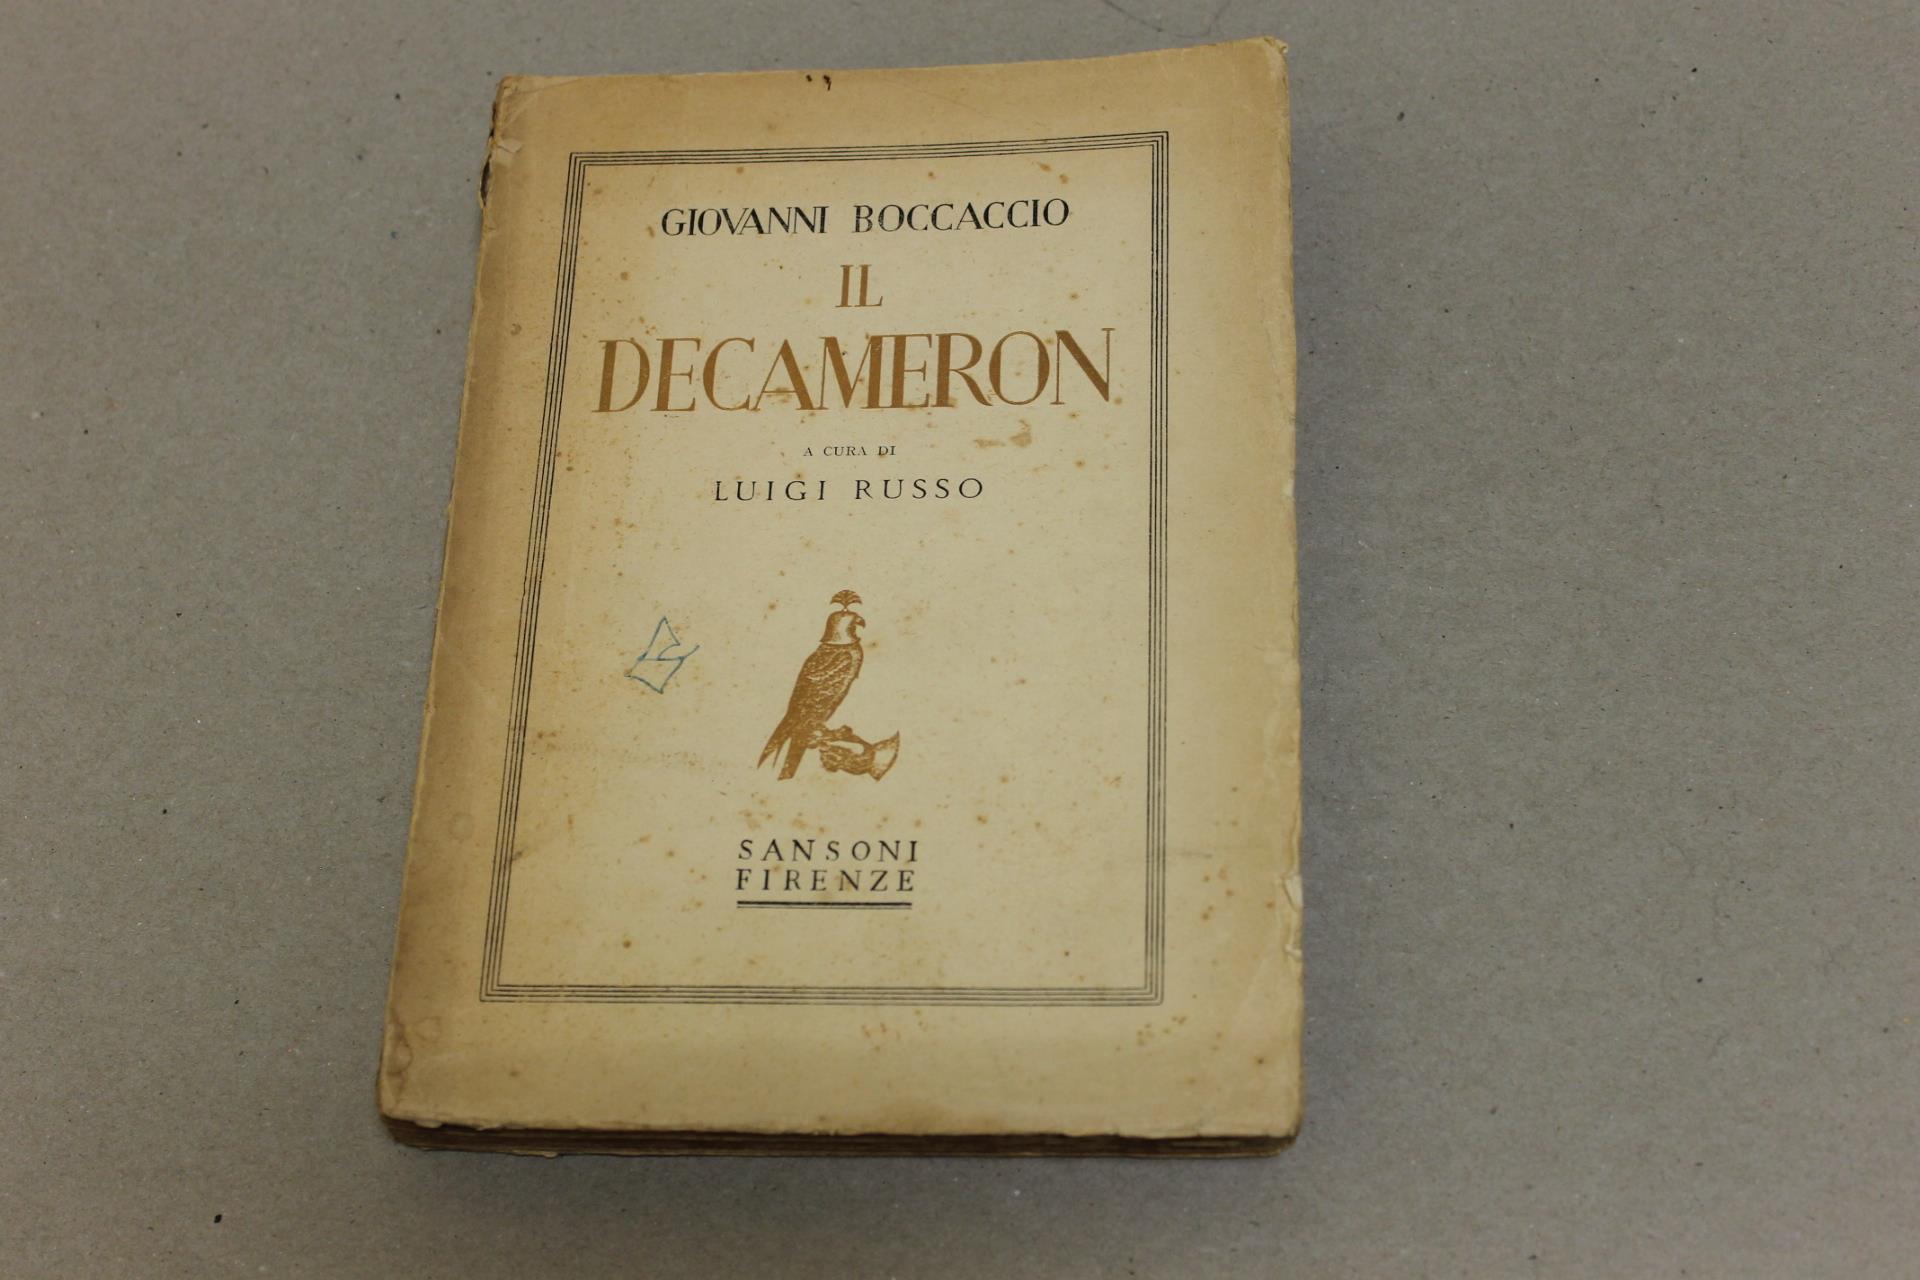 GIOVANNI BOCCACCIO
IL
DECAMERON
A CURA DI
LUIGI RUSSO
SANSONI
FIRENZE